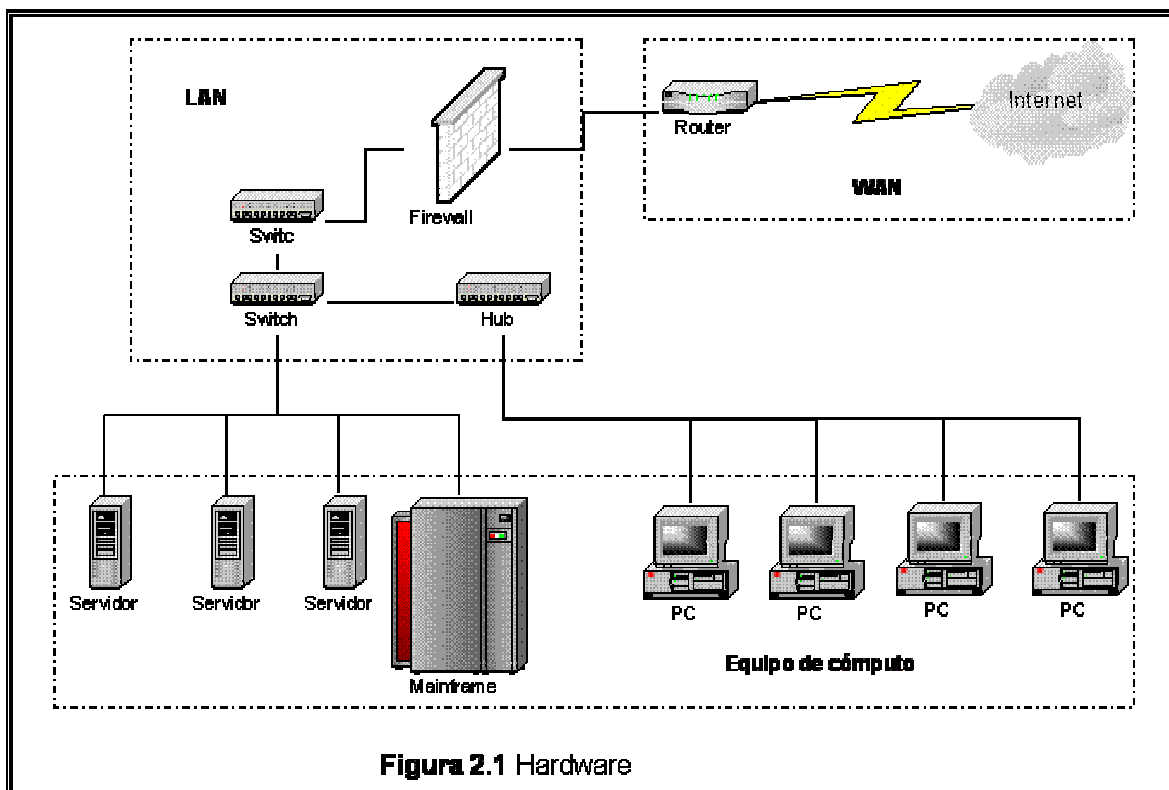 LAN
Internet
Router
WAN
Firewall
Switc
Switch
Hub
Servidor
Servidor
Servidor
Mainframe
PC
PC
PC
PC
Equipo de cómputo
Figura 2.1 Hardware